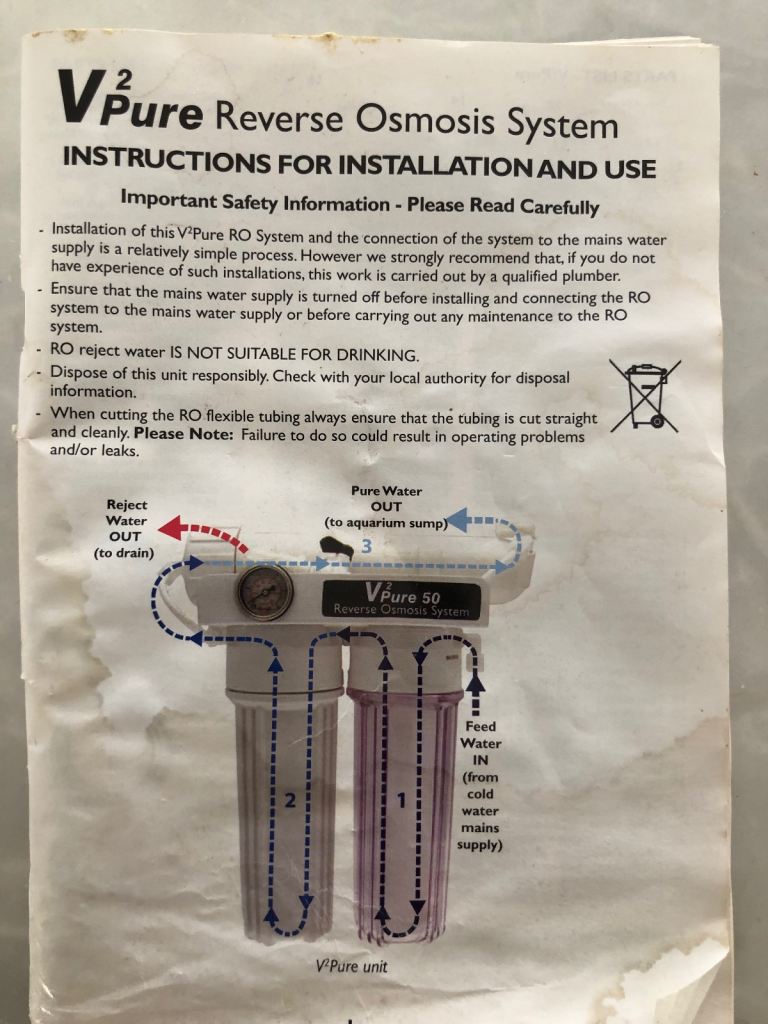 V²Pure Reverse Osmosis System
INSTRUCTIONS FOR INSTALLATION AND USE
Important Safety Information - Please Read Carefully
- Installation of this V²Pure RO System and the connection of the system to the mains water
supply is a relatively simple process. However we strongly recommend that, if you do not
have experience of such installations, this work is carried out by a qualified plumber.
- Ensure that the mains water supply is turned off before installing and connecting the RO
system to the mains water supply or before carrying out any maintenance to the RO
system.
- RO reject water IS NOT SUITABLE FOR DRINKING.
- Dispose of this unit responsibly. Check with your local authority for disposal
information.
- When cutting the RO flexible tubing always ensure that the tubing is cut straight
and cleanly. Please Note: Failure to do so could result in operating problems
and/or leaks.
Reject
Water
OUT
(to drain)
Pure Water
OUT
(to aquarium sump)
3
V²Pure 50
Reverse Osmosis System
2
1
Feed
Water
IN
(from
cold
water
mains
supply)
V²Pure unit